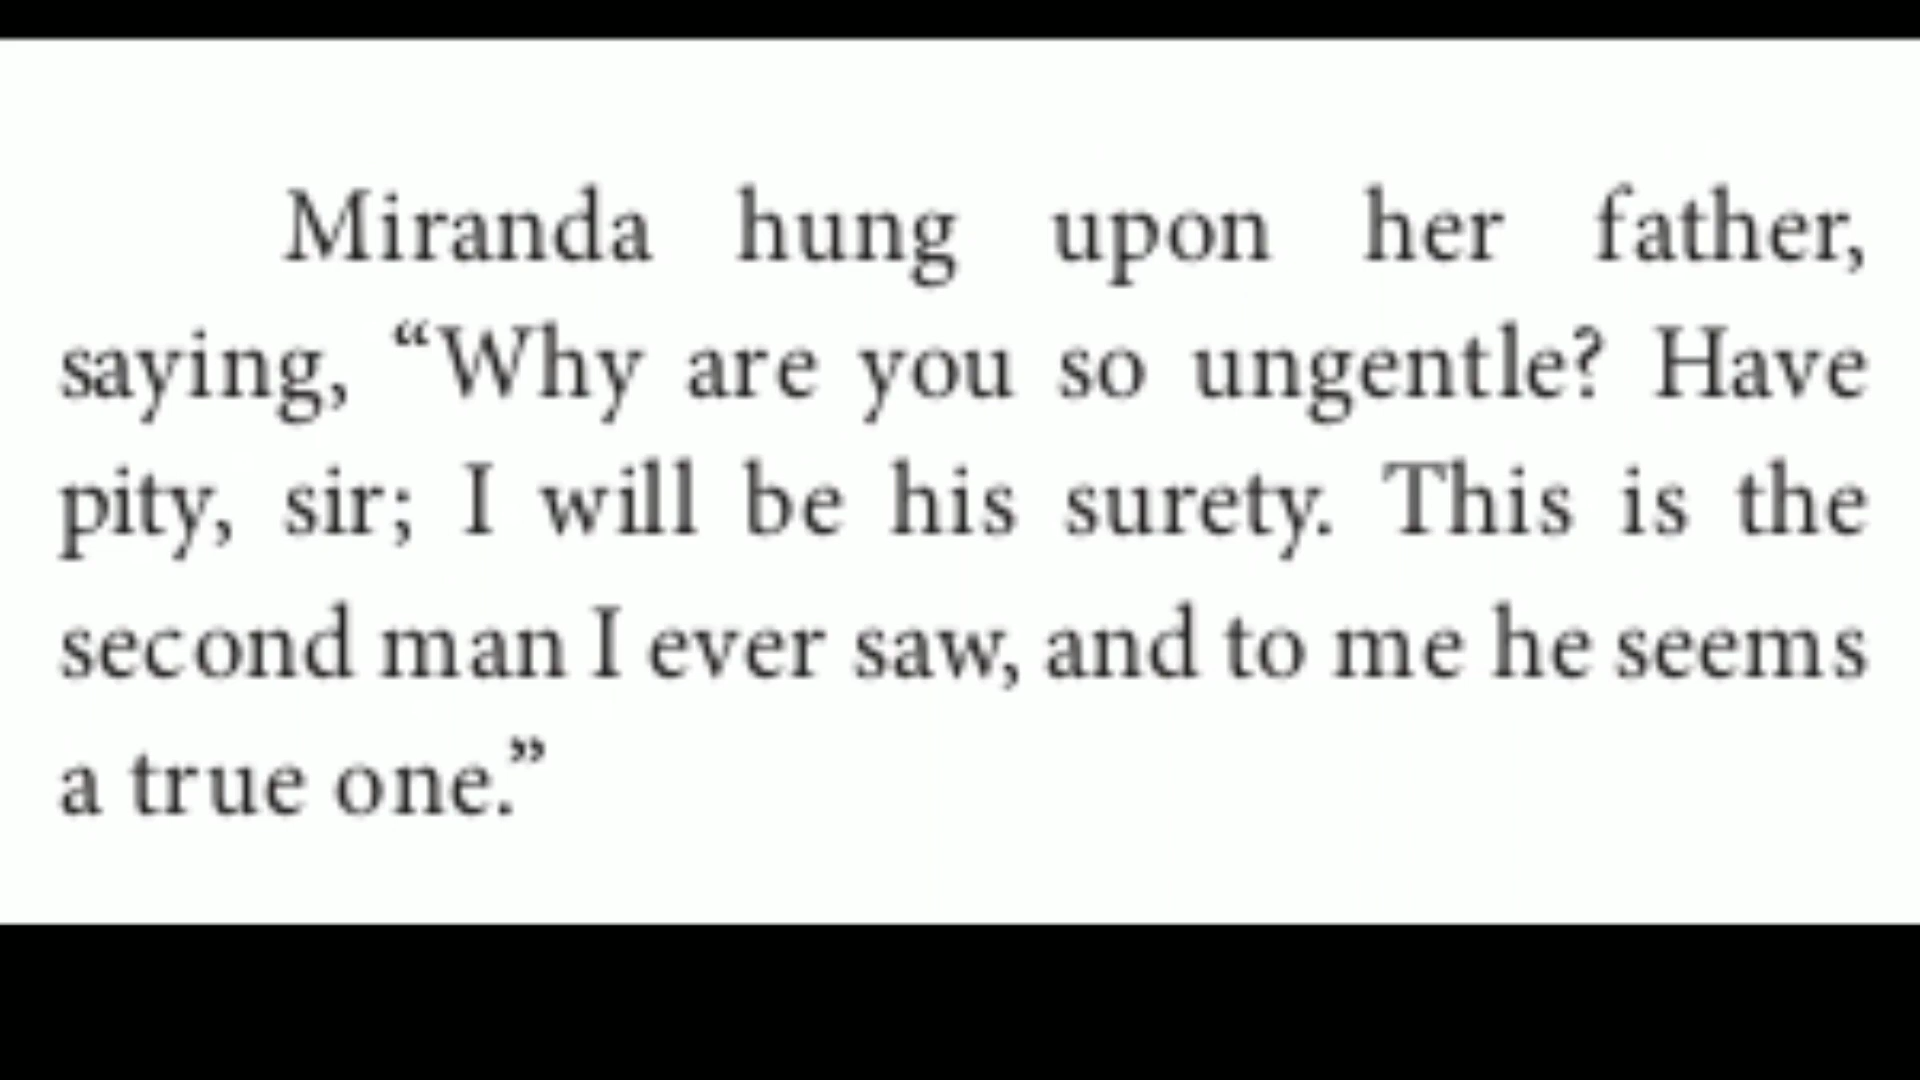 Miranda hung upon her father,
saying, “Why are you so ungentle? Have
pity, sir; I will be his surety. This is the
second man I ever saw, and to me he seems
a true one.”